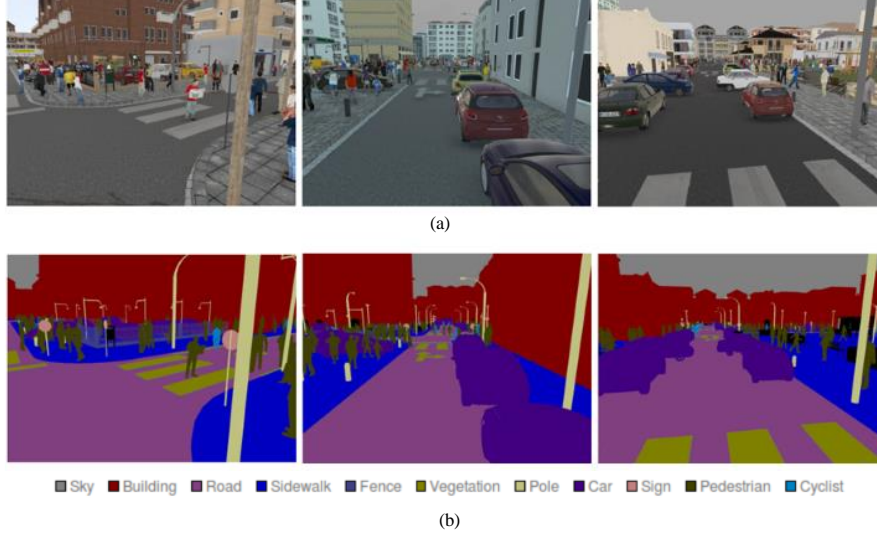 (a)
Sky Building Road Sidewalk Fence Vegetation Pole Car Sign Pedestrian Cyclist
(b)